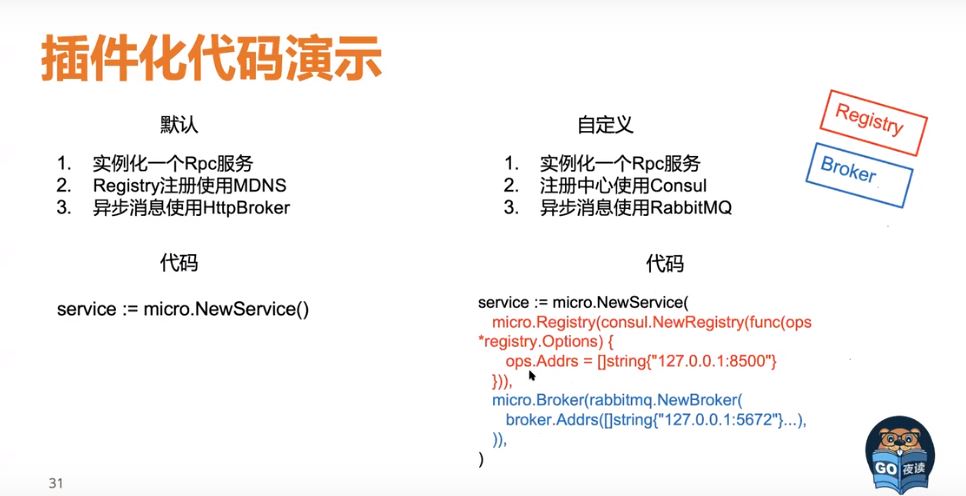 插件化代码演示
默认
1. 实例化一个Rpc服务
2. Registry注册使用MDNS
3. 异步消息使用HttpBroker
代码
service := micro.NewService()
自定义
1. 实例化一个Rpc服务
2. 注册中心使用Consul
3. 异步消息使用RabbitMQ
代码
service := micro.NewService(
micro.Registry(consul.NewRegistry(func(ops
*registry.Options) {
ops.Addrs = []string{"127.0.0.1:8500"}
})),
micro.Broker(rabbitmq.NewBroker(
broker.Addrs([]string{"127.0.0.1:5672"}...),
)),
)
Registry
Broker
GO夜读
31